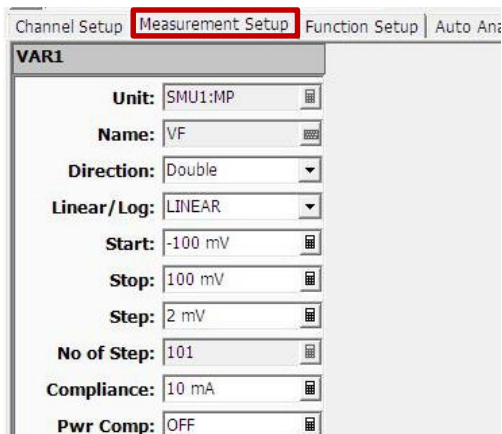 Channel Setup Measurement Setup Function Setup Auto Ana
VAR1
Unit: SMU1:MP
Name: VF
Direction: Double
Linear/Log: LINEAR
Start: -100 mV
Stop: 100 mV
Step: 2 mV
No of Step: 101
Compliance: 10 mA
Pwr Comp: OFF